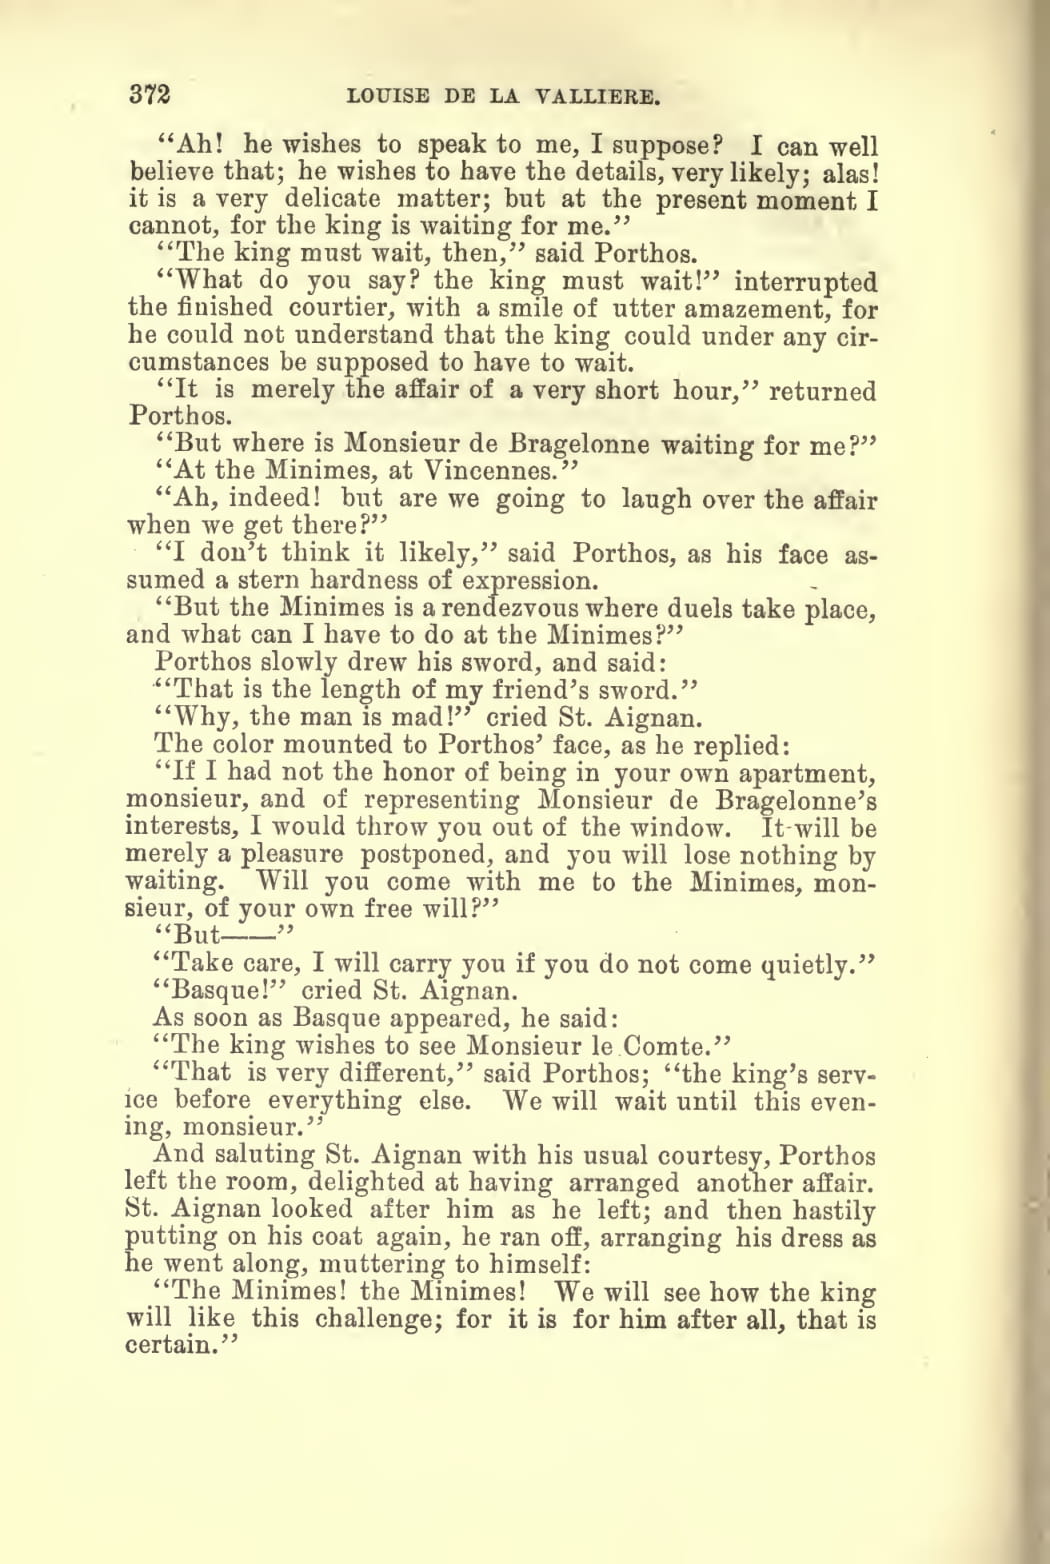 372 LOUISE DE LA VALLIERE.
“Ah! he wishes to speak to me, I suppose? I can well
believe that; he wishes to have the details, very likely; alas!
it is a very delicate matter; but at the present moment I
cannot, for the king is waiting for me.”
“The king must wait, then,” said Porthos.
“What do you say? the king must wait!” interrupted
the finished courtier, with a smile of utter amazement, for
he could not understand that the king could under any cir-
cumstances be supposed to have to wait.
“It is merely the affair of a very short hour,” returned
Porthos.
“But where is Monsieur de Bragelonne waiting for me?”
“At the Minimes, at Vincennes.”
“Ah, indeed! but are we going to laugh over the affair
when we get there?”
“I don’t think it likely,” said Porthos, as his face as-
sumed a stern hardness of expression.
“But the Minimes is a rendezvous where duels take place,
and what can I have to do at the Minimes?”
Porthos slowly drew his sword, and said:
“That is the length of my friend’s sword.”
“Why, the man is mad!” cried St. Aignan.
The color mounted to Porthos’ face, as he replied:
“If I had not the honor of being in your own apartment,
monsieur, and of representing Monsieur de Bragelonne’s
interests, I would throw you out of the window. It will be
merely a pleasure postponed, and you will lose nothing by
waiting. Will you come with me to the Minimes, mon-
sieur, of your own free will?”
“But——”
“Take care, I will carry you if you do not come quietly.”
“Basque!” cried St. Aignan.
As soon as Basque appeared, he said:
“The king wishes to see Monsieur le Comte.”
“That is very different,” said Porthos; “the king’s serv-
ice before everything else. We will wait until this even-
ing, monsieur.”
And saluting St. Aignan with his usual courtesy, Porthos
left the room, delighted at having arranged another affair.
St. Aignan looked after him as he left; and then hastily
putting on his coat again, he ran off, arranging his dress as
he went along, muttering to himself:
“The Minimes! the Minimes! We will see how the king
will like this challenge; for it is for him after all, that is
certain.”